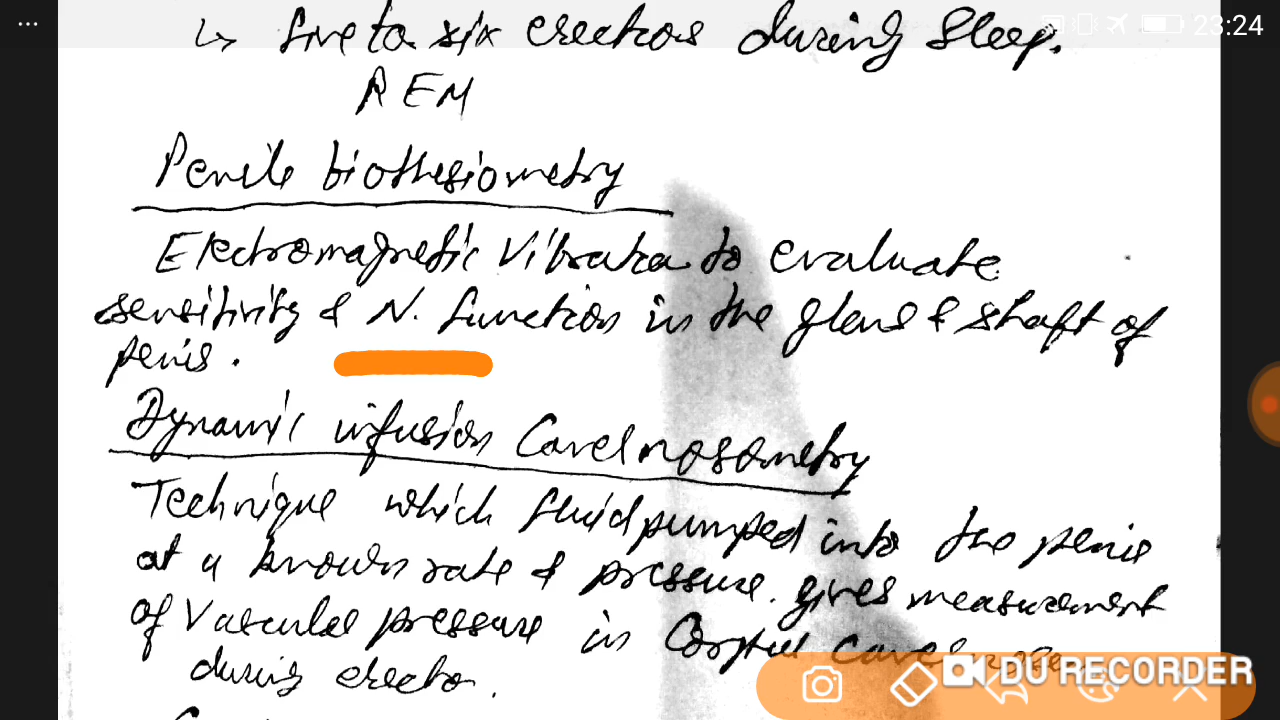 23:24
↳ five to six erections during sleep.
REM
Penile biothesiometry
Electromagnetic Vibrator to evaluate
sensitivity & N. function in the glans & shaft of
penis.
Dynamic infusion Cavernosometry
Technique which fluid pumped into the penis
at a known rate & pressure. gives measurement
of Vascular pressure in Corpus
during erection.
DU RECORDER